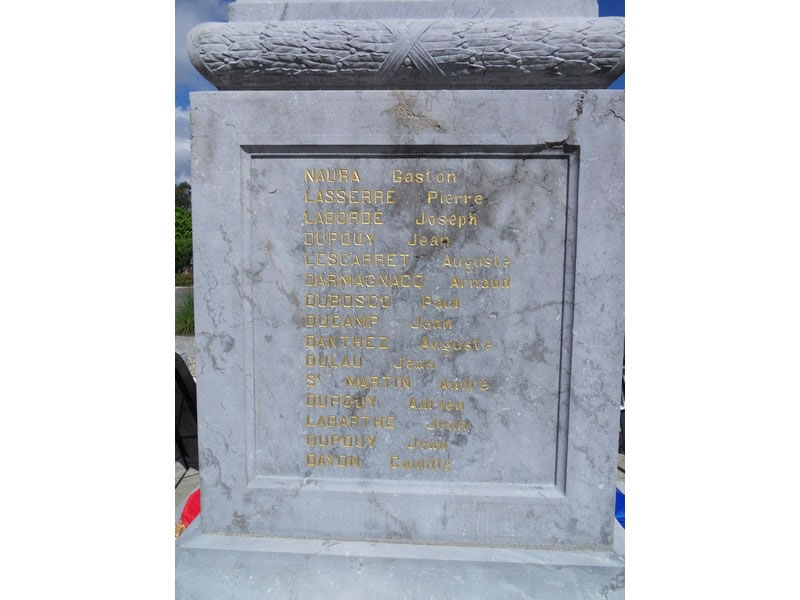 NAURA Gaston
LASSERRE Pierre
LABORDE Joseph
DUPOUY Jean
LESCARRET Auguste
DARMAGNACQ Arnaud
DUBOSCQ Paul
DUCAMP Jean
DANTHEZ Auguste
DULAU Jean
St MARTIN André
DUPOUY Adrien
LABARTHE Jean
DUPOUY Jean
DAYON Camille